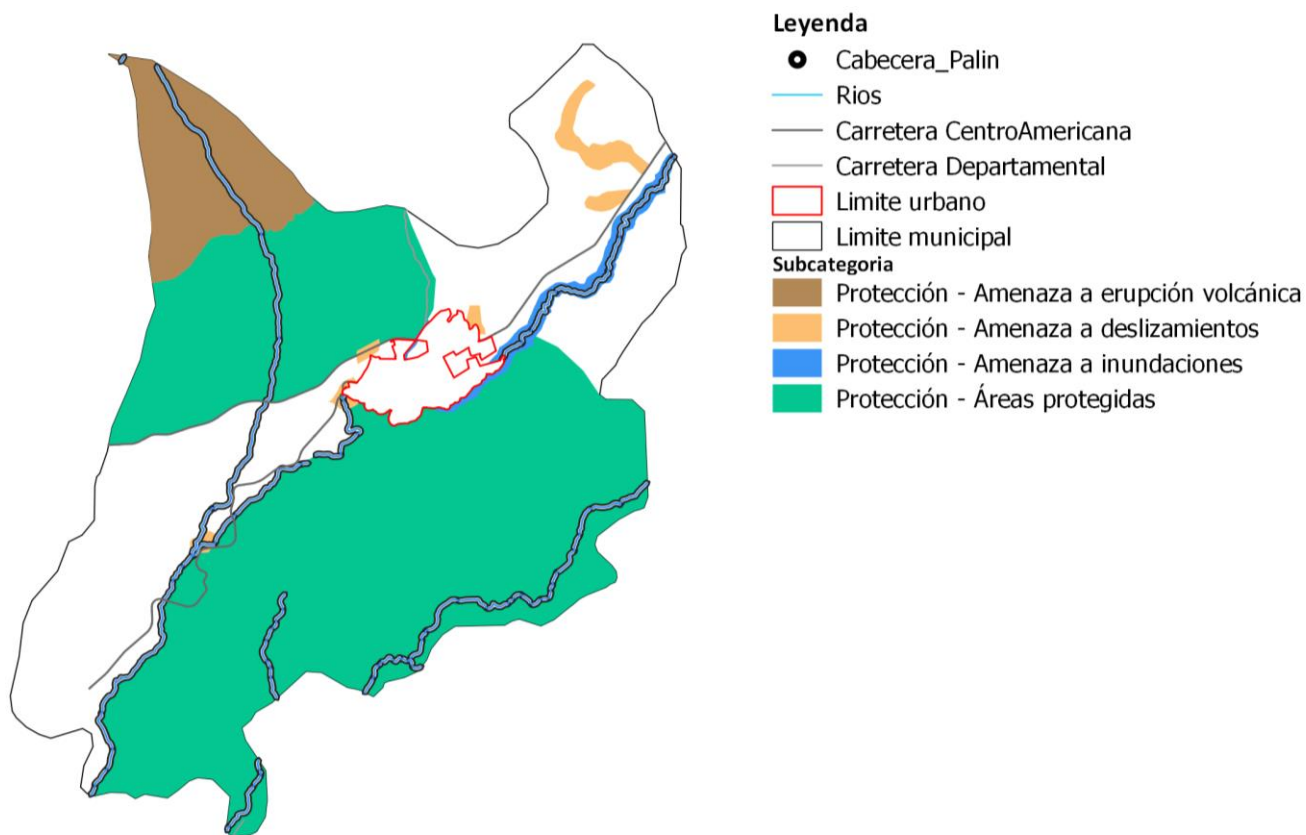 Leyenda
Cabecera_Palin
Rios
Carretera CentroAmericana
Carretera Departamental
Limite urbano
Limite municipal
Subcategoria
Protección - Amenaza a erupción volcánica
Protección - Amenaza a deslizamientos
Protección - Amenaza a inundaciones
Protección - Áreas protegidas